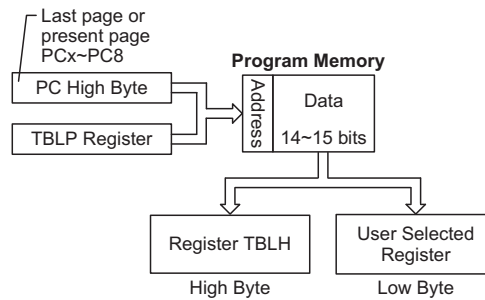 Last page or
present page
PCx~PC8
Program Memory
PC High Byte
TBLP Register
Address
Data
14~15 bits
Register TBLH
User Selected
Register
High Byte
Low Byte